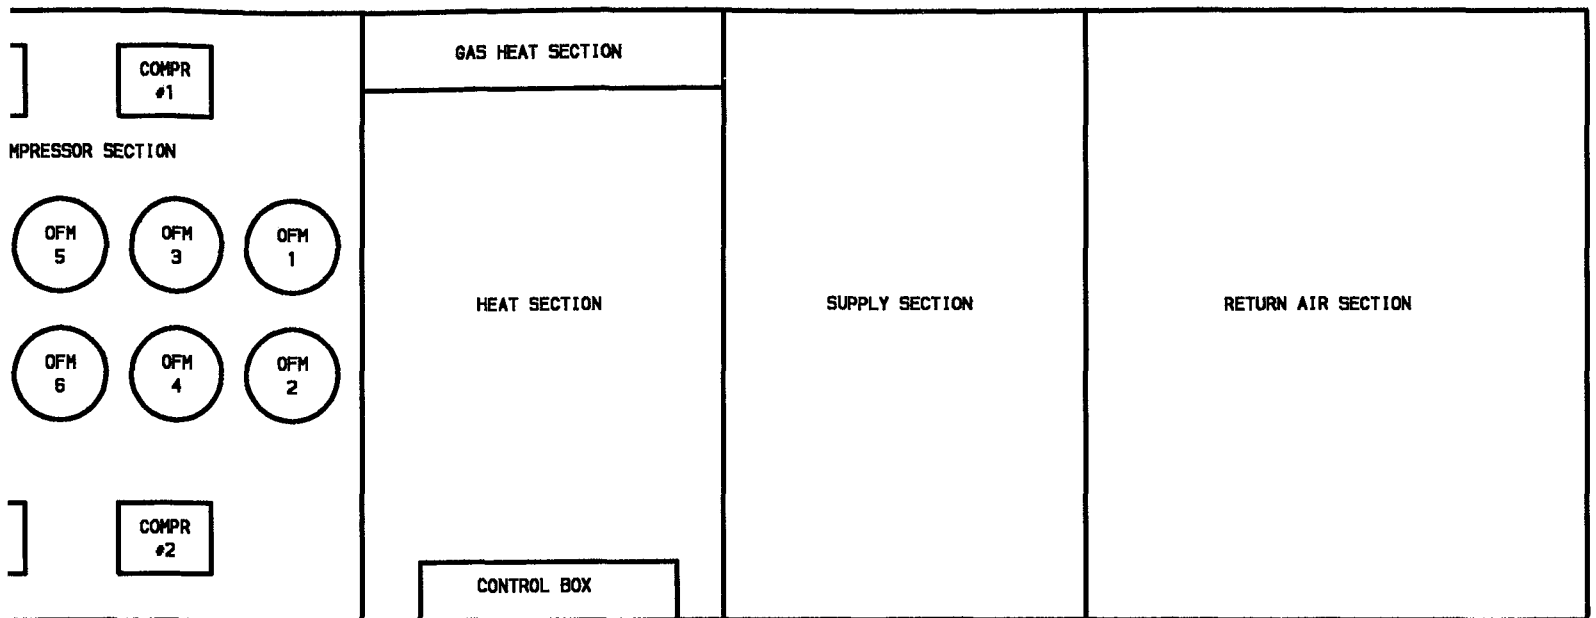 GAS HEAT SECTION
COMPR
#1
MPRESSOR SECTION
OFM
5
OFM
3
OFM
1
HEAT SECTION
SUPPLY SECTION
RETURN AIR SECTION
OFM
6
OFM
4
OFM
2
COMPR
#2
CONTROL BOX